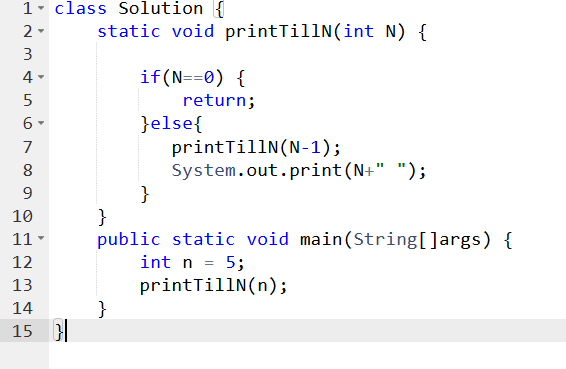 1 class Solution {
2     static void printTillN(int N) {
3
4         if(N==0) {
5             return;
6         }else{
7            printTillN(N-1);
8            System.out.print(N+" ");
9         }
10     }
11     public static void main(String[]args) {
12         int n = 5;
13         printTillN(n);
14     }
15 }